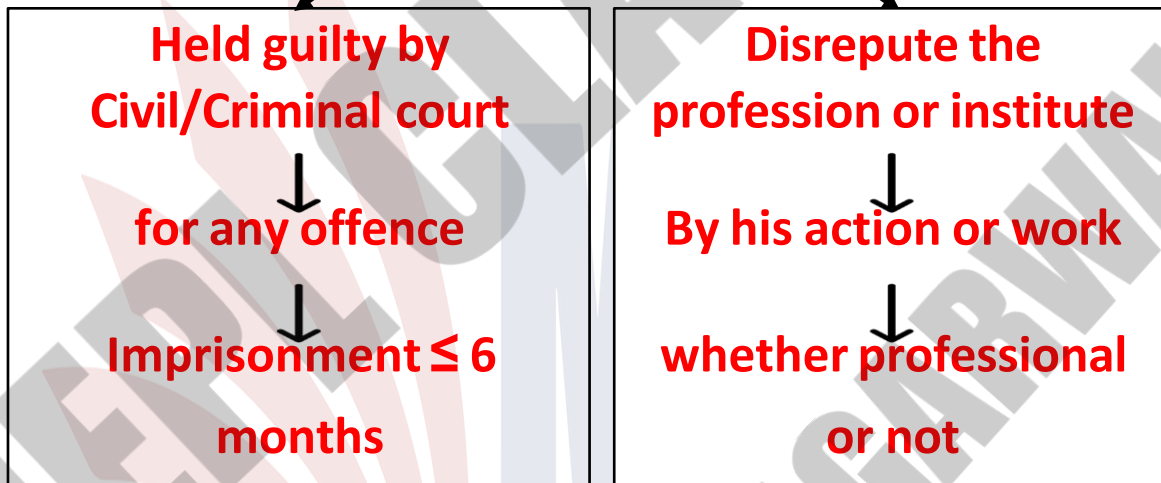 Held guilty by
Civil/Criminal court
for any offence
Imprisonment ≤ 6
months
Disrepute the
profession or institute
By his action or work
whether professional
or not